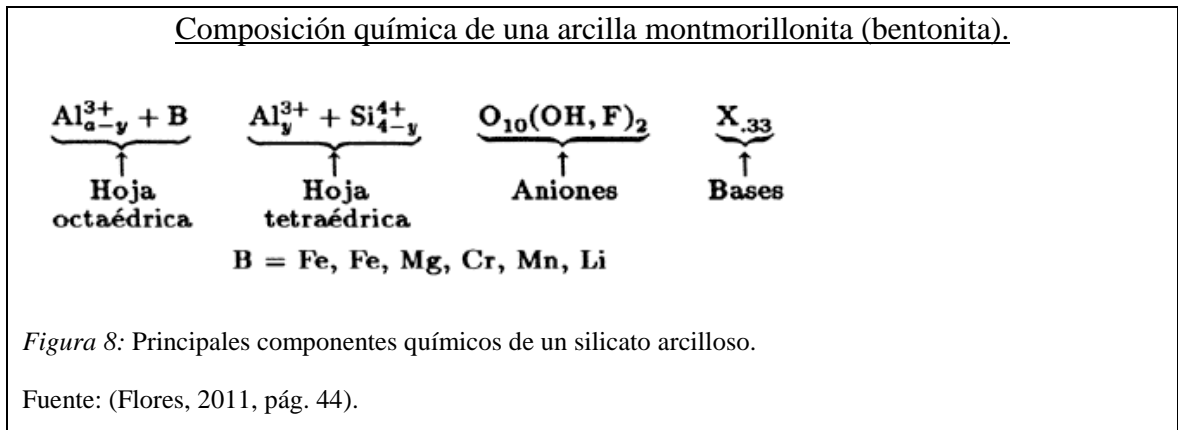 Composición química de una arcilla montmorillonita (bentonita).
Al³⁺ₐ₋ᵧ + B Al³⁺ᵧ + Si⁴⁺₄₋ᵧ O₁₀(OH, F)₂ X.₃₃
↑ ↑ ↑ ↑
Hoja Hoja Aniones Bases
octaédrica tetraédrica
B = Fe, Fe, Mg, Cr, Mn, Li
Figura 8: Principales componentes químicos de un silicato arcilloso.
Fuente: (Flores, 2011, pág. 44).